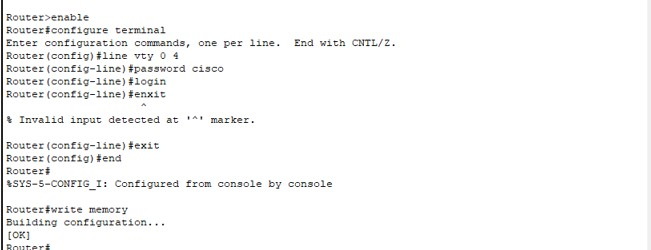 Router>enable
Router#configure terminal
Enter configuration commands, one per line.  End with CNTL/Z.
Router(config)#line vty 0 4
Router(config-line)#password cisco
Router(config-line)#login
Router(config-line)#enxit
^
% Invalid input detected at '^' marker.
Router(config-line)#exit
Router(config)#end
Router#
%SYS-5-CONFIG_I: Configured from console by console
Router#write memory
Building configuration...
[OK]
Router#